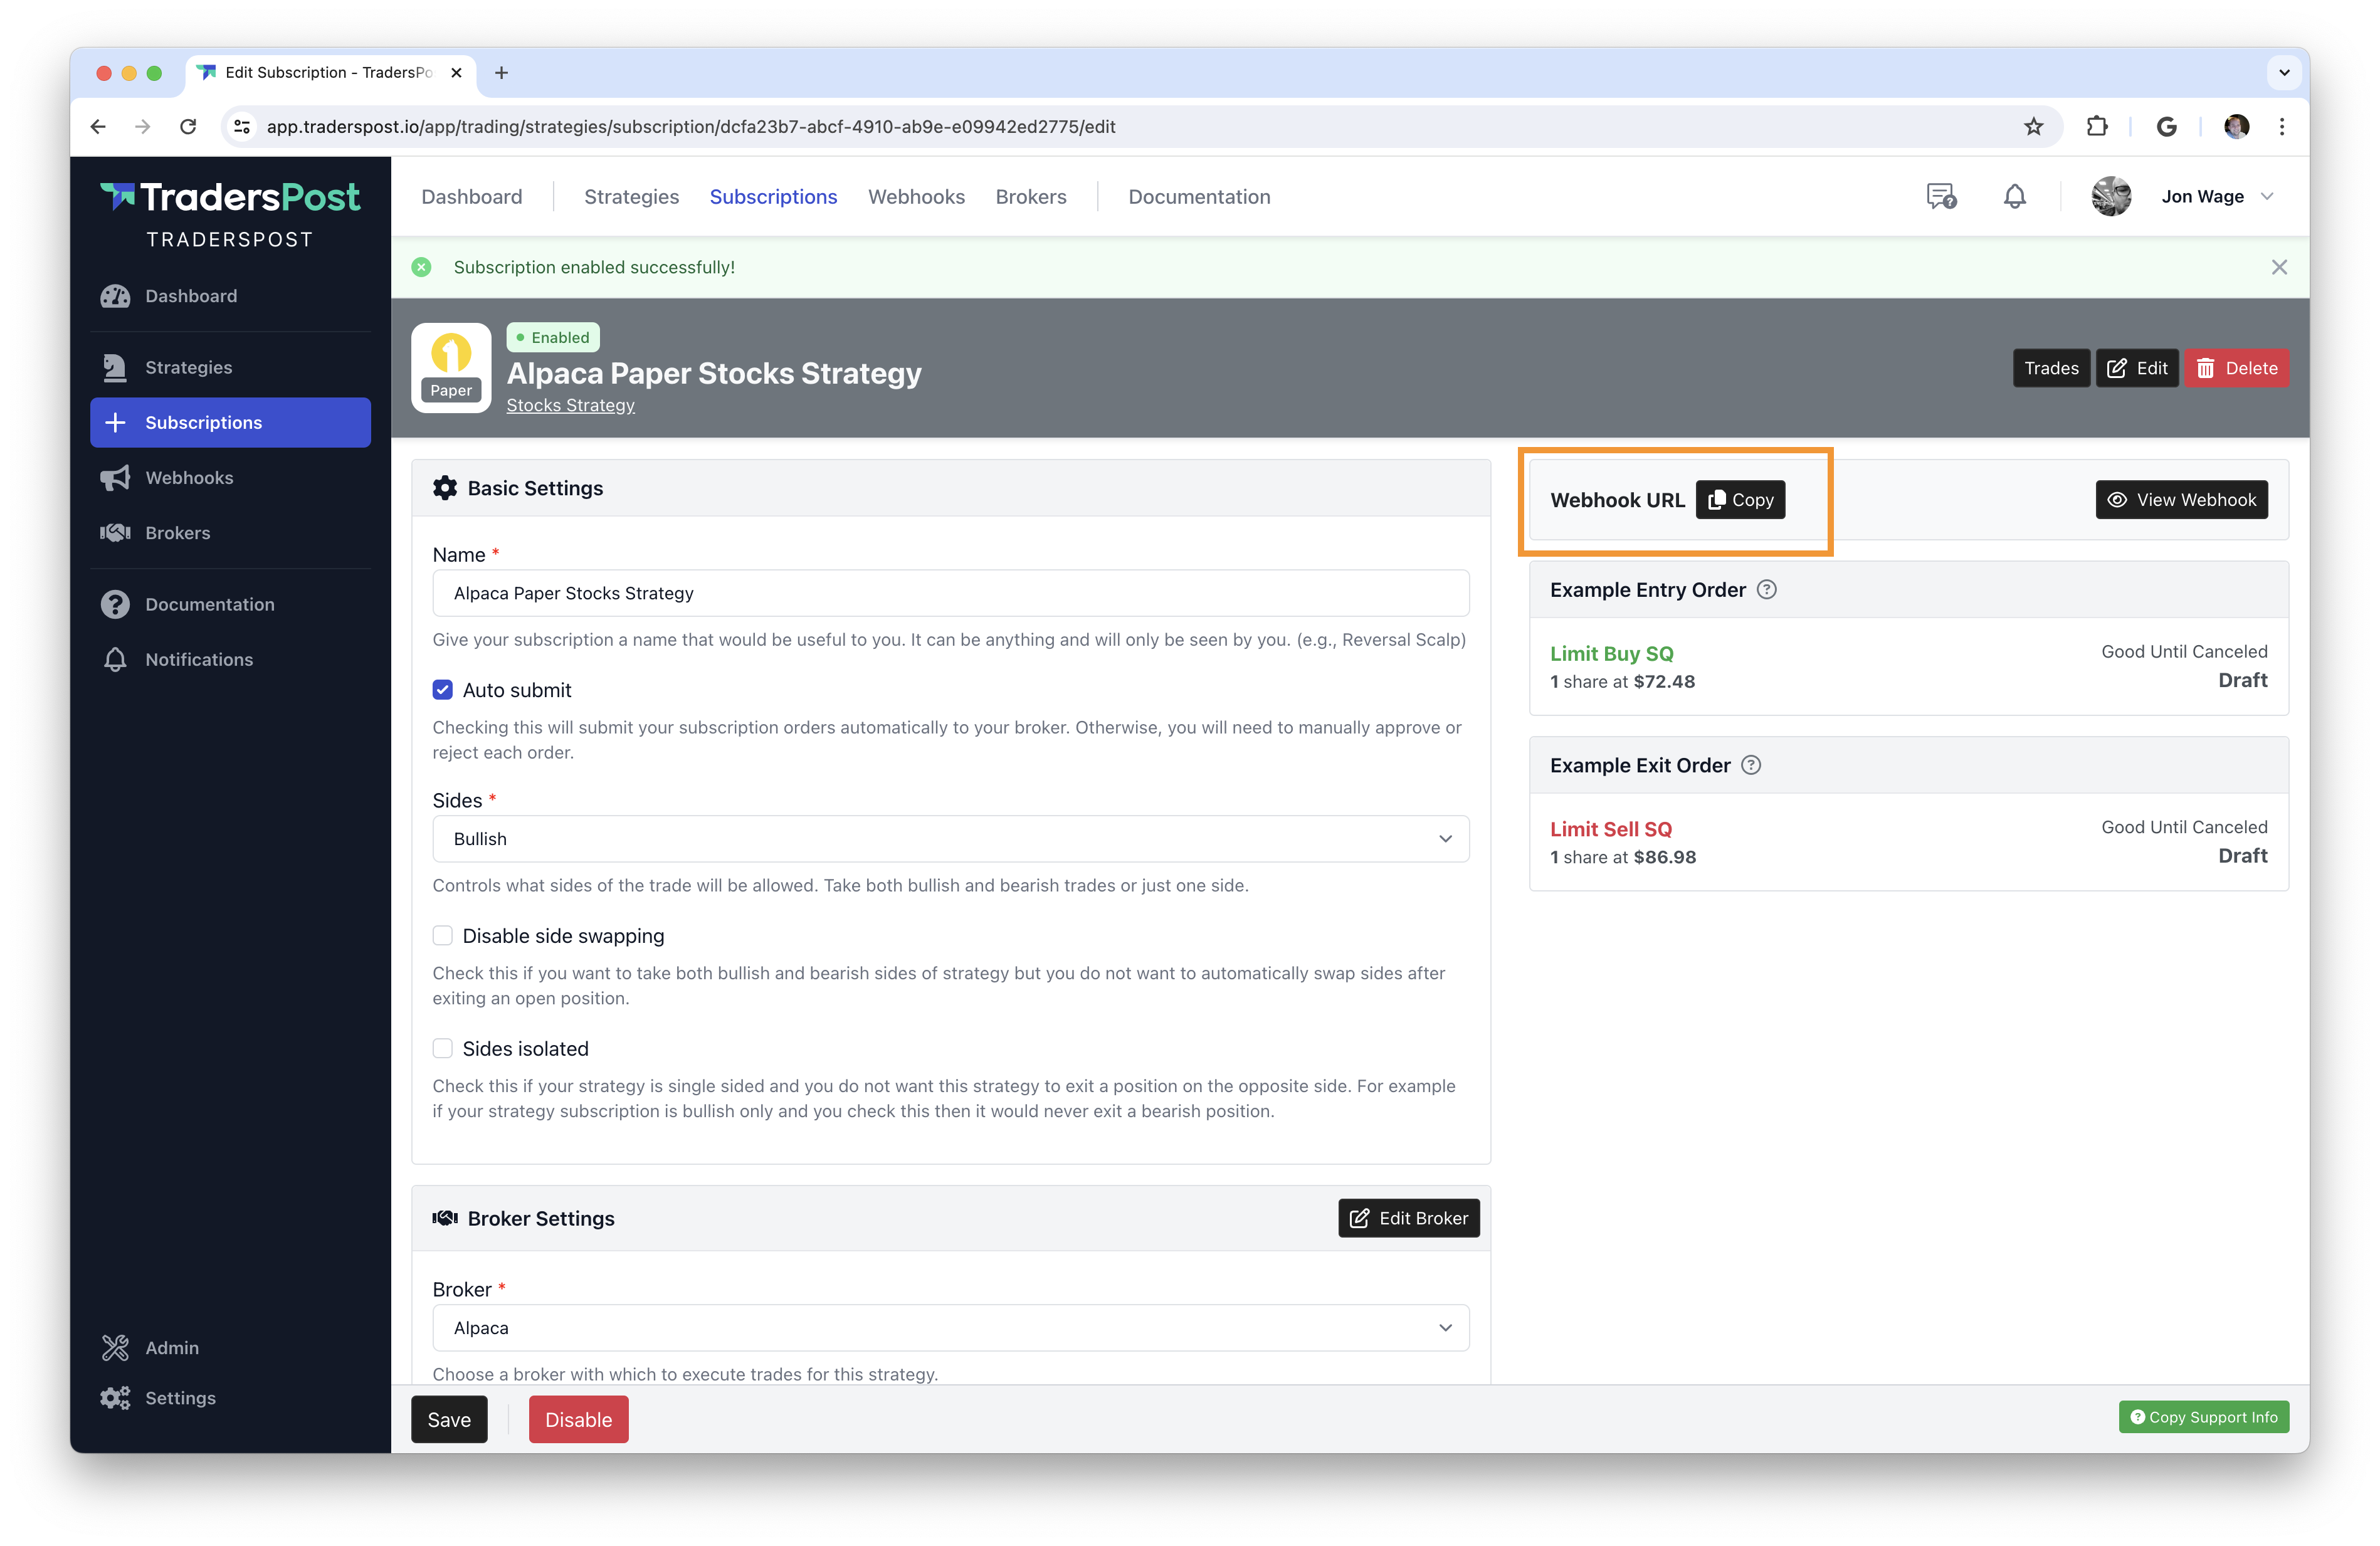 Edit Subscription - TradersPo
app.traderspost.io/app/trading/strategies/subscription/dcfa23b7-abcf-4910-ab9e-e09942ed2775/edit
TradersPost
TRADERSPOST
Dashboard
Strategies
Subscriptions
Webhooks
Brokers
Documentation
Notifications
Admin
Settings
Dashboard
Strategies
Subscriptions
Webhooks
Brokers
Documentation
Jon Wage
Subscription enabled successfully!
Paper
Enabled
Alpaca Paper Stocks Strategy
Stocks Strategy
Trades
Edit
Delete
Basic Settings
Name *
Alpaca Paper Stocks Strategy
Give your subscription a name that would be useful to you. It can be anything and will only be seen by you. (e.g., Reversal Scalp)
Auto submit
Checking this will submit your subscription orders automatically to your broker. Otherwise, you will need to manually approve or
reject each order.
Sides *
Bullish
Controls what sides of the trade will be allowed. Take both bullish and bearish trades or just one side.
Disable side swapping
Check this if you want to take both bullish and bearish sides of strategy but you do not want to automatically swap sides after
exiting an open position.
Sides isolated
Check this if your strategy is single sided and you do not want this strategy to exit a position on the opposite side. For example
if your strategy subscription is bullish only and you check this then it would never exit a bearish position.
Broker Settings
Edit Broker
Broker *
Alpaca
Choose a broker with which to execute trades for this strategy.
Webhook URL
Copy
View Webhook
Example Entry Order
Limit Buy SQ
Good Until Canceled
1 share at $72.48
Draft
Example Exit Order
Limit Sell SQ
Good Until Canceled
1 share at $86.98
Draft
Save
Disable
Copy Support Info